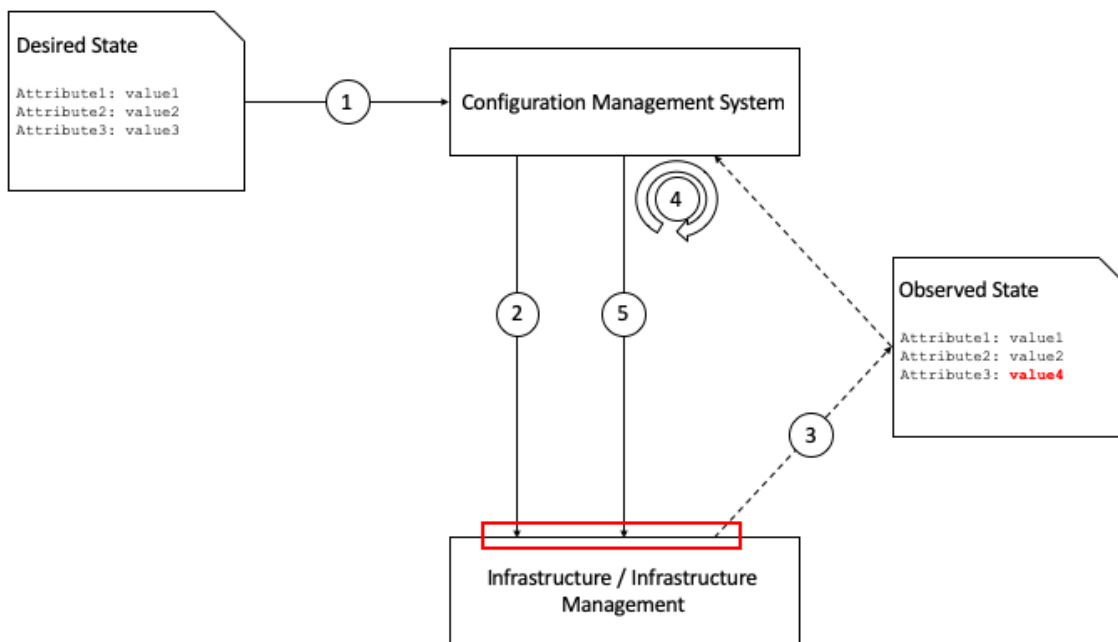 Desired State
Attribute1: value1
Attribute2: value2
Attribute3: value3
1
Configuration Management System
4
2
5
Observed State
Attribute1: value1
Attribute2: value2
Attribute3: value4
3
Infrastructure / Infrastructure
Management